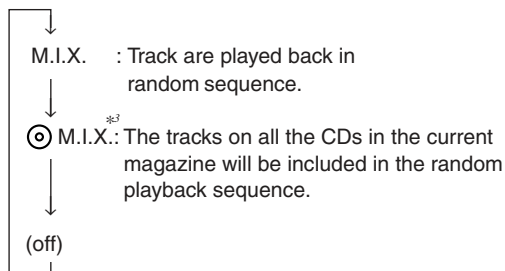 M.I.X. : Track are played back in
random sequence.
M.I.X.*3: The tracks on all the CDs in the current
magazine will be included in the random
playback sequence.
(off)